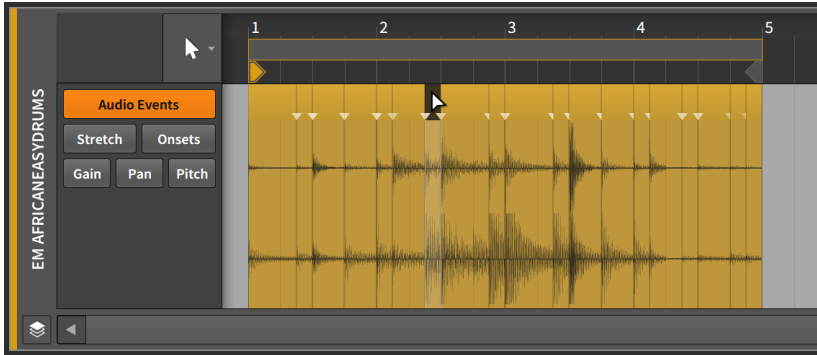 1 2 3 4 5
EM AFRICANEASYDRUMS
Audio Events
Stretch Onsets
Gain Pan Pitch